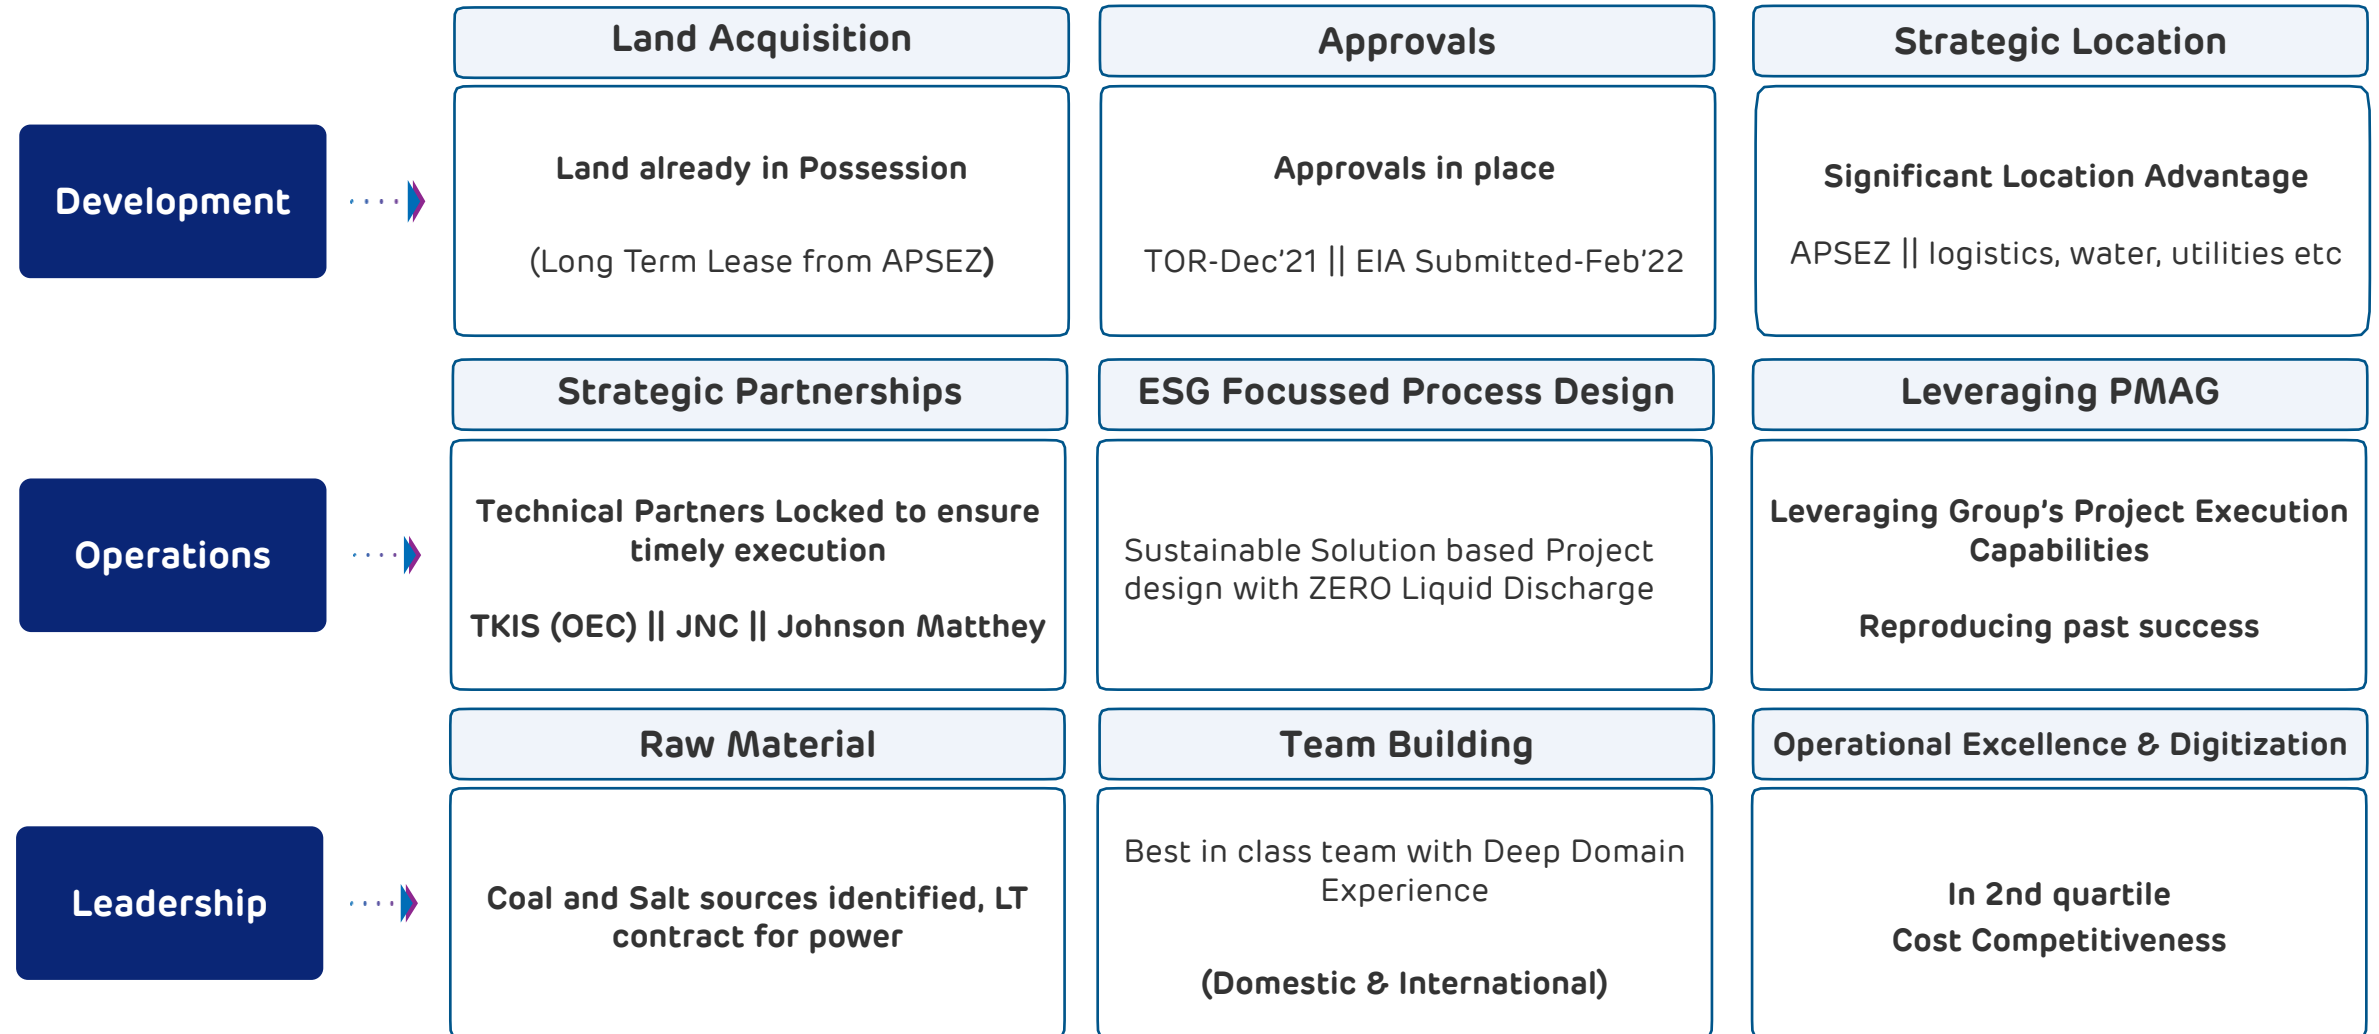 Land Acquisition
Approvals
Strategic Location
Development
Land already in Possession
(Long Term Lease from APSEZ)
Approvals in place
TOR-Dec'21 || EIA Submitted-Feb'22
Significant Location Advantage
APSEZ || logistics, water, utilities etc
Strategic Partnerships
ESG Focussed Process Design
Leveraging PMAG
Operations
Technical Partners Locked to ensure
timely execution
TKIS (OEC) || JNC || Johnson Matthey
Sustainable Solution based Project
design with ZERO Liquid Discharge
Leveraging Group's Project Execution
Capabilities
Reproducing past success
Raw Material
Team Building
Operational Excellence & Digitization
Leadership
Coal and Salt sources identified, LT
contract for power
Best in class team with Deep Domain
Experience
(Domestic & International)
In 2nd quartile
Cost Competitiveness